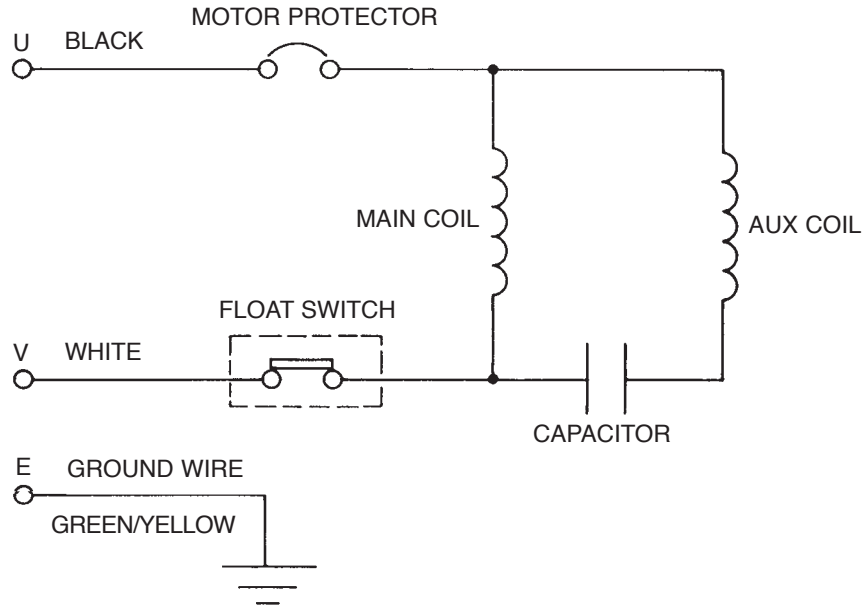 MOTOR PROTECTOR
U BLACK
MAIN COIL
AUX COIL
FLOAT SWITCH
V WHITE
CAPACITOR
E GROUND WIRE
GREEN/YELLOW